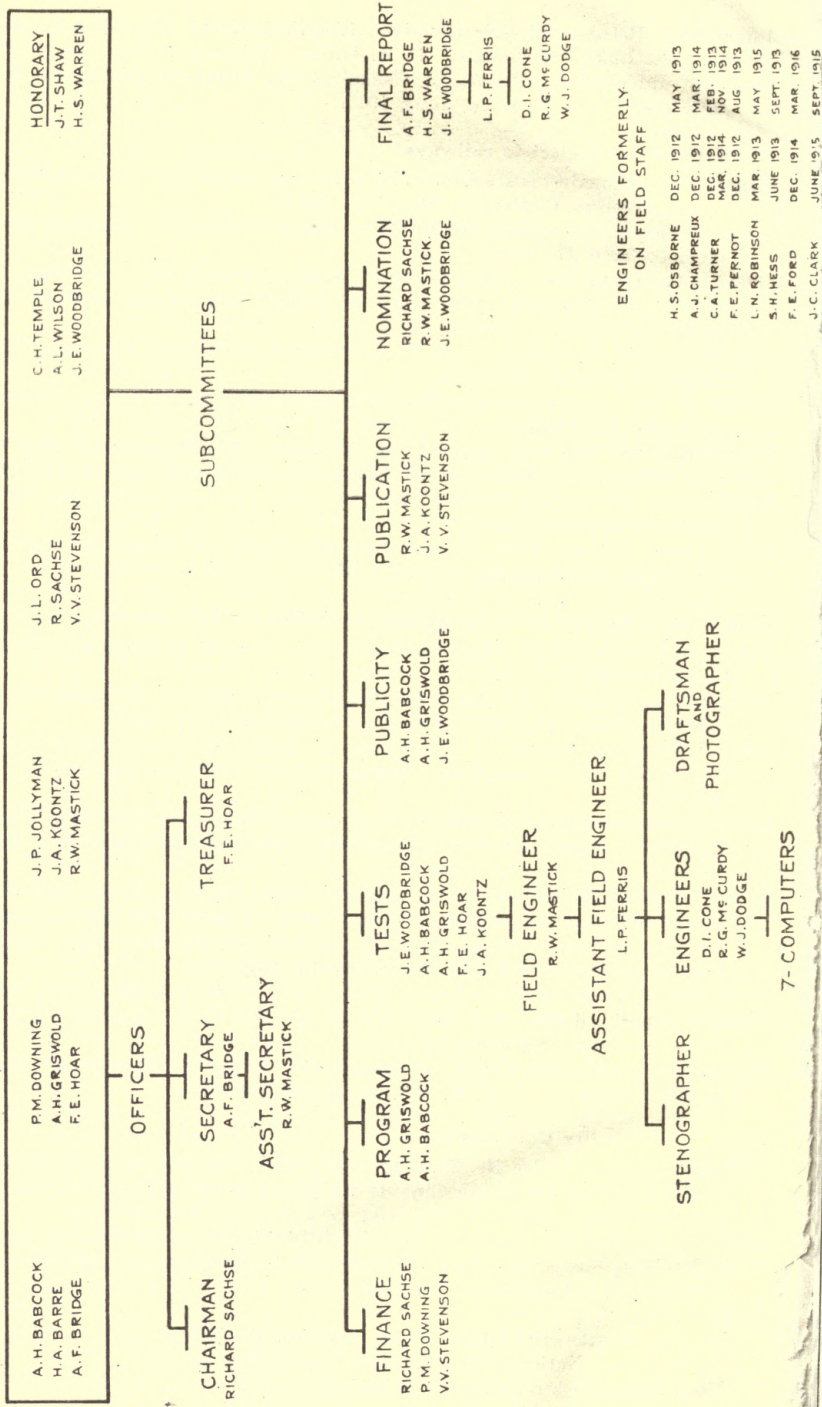 A.H. BABCOCK
H.A. BARRE
A.F. BRIDGE
P.M. DOWNING
A.H. GRISWOLD
F.E. HOAR
J.P. JOLLYMAN
J.A. KOONTZ
R.W. MASTICK
J.L. ORD
R. SACHSE
V.V. STEVENSON
C.H. TEMPLE
A.L. WILSON
J.E. WOODBRIDGE
HONORARY
J.T. SHAW
H.S. WARREN
OFFICERS
CHAIRMAN
RICHARD SACHSE
SECRETARY
A.F. BRIDGE
ASS'T. SECRETARY
R.W. MASTICK
TREASURER
F.E. HOAR
SUBCOMMITTEES
FINANCE
RICHARD SACHSE
P.M. DOWNING
V.V. STEVENSON
PROGRAM
A.H. GRISWOLD
A.H. BABCOCK
TESTS
J.E. WOODBRIDGE
A.H. BABCOCK
A.H. GRISWOLD
F.E. HOAR
J.A. KOONTZ
FIELD ENGINEER
R.W. MASTICK
ASSISTANT FIELD ENGINEER
L.P. FERRIS
STENOGRAPHER
ENGINEERS
D.I. CONE
R.G. McCURDY
W.J. DODGE
7-COMPUTERS
DRAFTSMAN
AND
PHOTOGRAPHER
PUBLICITY
A.H. BABCOCK
A.H. GRISWOLD
J.E. WOODBRIDGE
PUBLICATION
R.W. MASTICK
J.A. KOONTZ
V.V. STEVENSON
NOMINATION
RICHARD SACHSE
R.W. MASTICK
J.E. WOODBRIDGE
FINAL REPORT
A.F. BRIDGE
H.S. WARREN
J.E. WOODBRIDGE
L.P. FERRIS
D.I. CONE
R.G. McCURDY
W.J. DODGE
ENGINEERS FORMERLY
ON FIELD STAFF
H.S. OSBORNE DEC. 1912 MAY 1913
A.J. CHAMPREUX DEC. 1912 MAR. 1914
C.A. TURNER DEC. 1912 FEB. 1913
MAR. 1914 NOV 1914
F.E. PERNOT DEC. 1912 AUG 1913
L.N. ROBINSON MAR. 1913 MAY 1915
S.H. HESS JUNE 1913 SEPT. 1913
F.E. FORD DEC. 1914 MAR. 1916
J.C. CLARK JUNE 1915 SEPT. 1915